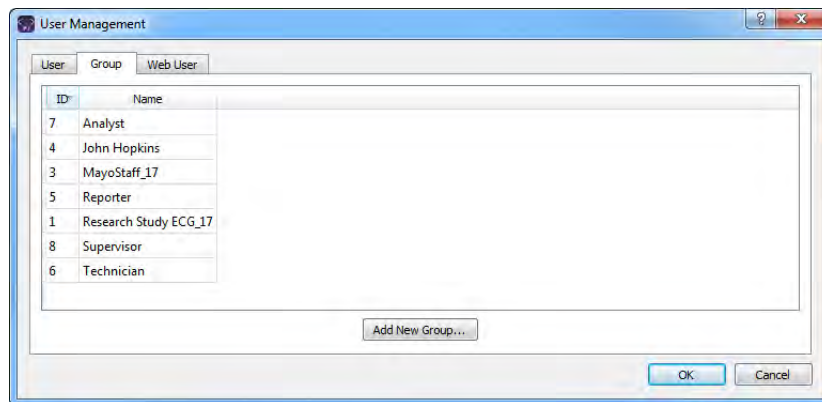 User Management
User Group Web User
ID Name
7 Analyst
4 John Hopkins
3 MayoStaff_17
5 Reporter
1 Research Study ECG_17
8 Supervisor
6 Technician
Add New Group...
OK Cancel